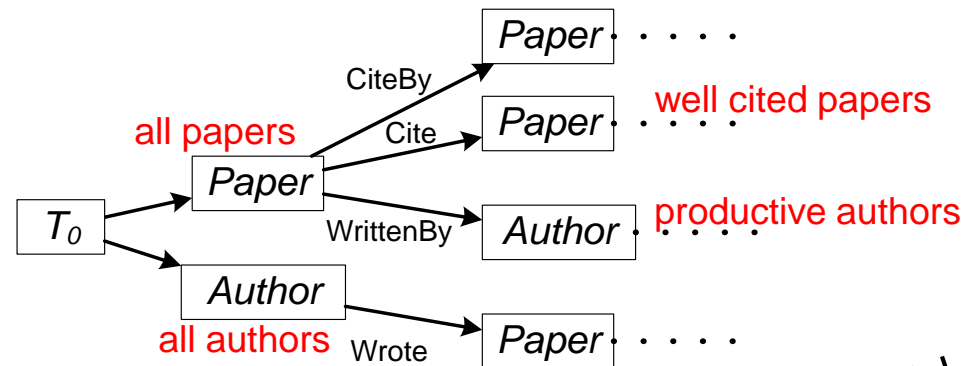 Paper . . . . .
CiteBy
well cited papers
Paper . . . . .
all papers
Cite
Paper
productive authors
T₀
WrittenBy
Author . . . . .
Author
all authors
Wrote
Paper . . . . .